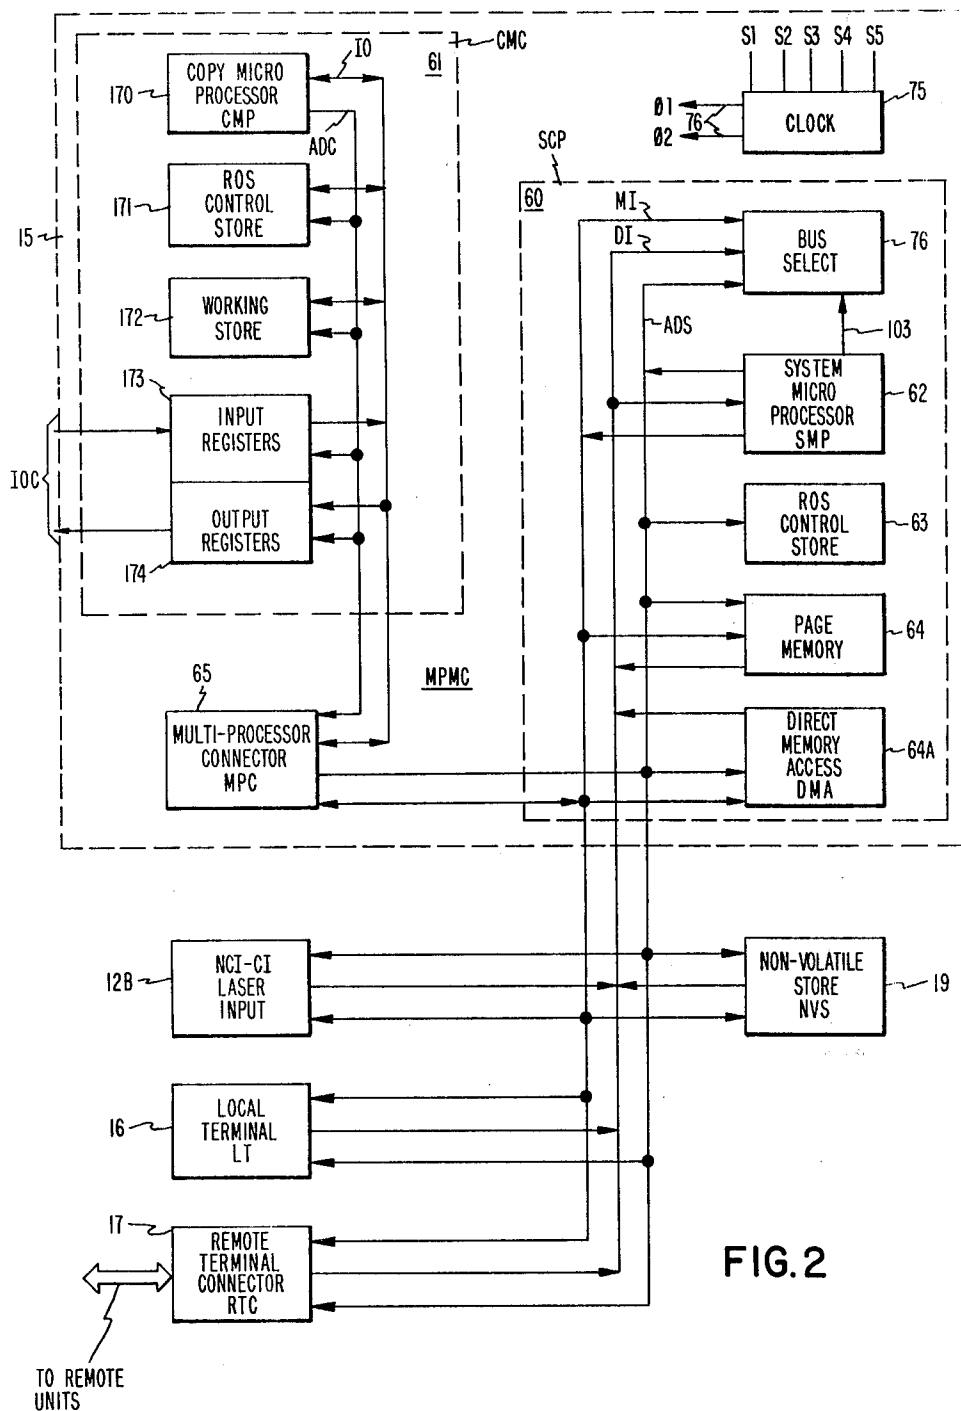 CMC
61
IO
170
COPY MICRO
PROCESSOR
CMP
ADC
171
ROS
CONTROL
STORE
15
172
WORKING
STORE
173
INPUT
REGISTERS
IOC
OUTPUT
REGISTERS
174
S1 S2 S3 S4 S5
75
Ø1
76
Ø2
CLOCK
SCP
60
MI
DI
BUS
SELECT
76
ADS
103
SYSTEM
MICRO
PROCESSOR
SMP
62
ROS
CONTROL
STORE
63
PAGE
MEMORY
64
DIRECT
MEMORY
ACCESS
DMA
64A
MPMC
65
MULTI-PROCESSOR
CONNECTOR
MPC
12B
NCI-CI
LASER
INPUT
NON-VOLATILE
STORE
NVS
19
16
LOCAL
TERMINAL
LT
17
REMOTE
TERMINAL
CONNECTOR
RTC
TO REMOTE
UNITS
FIG. 2